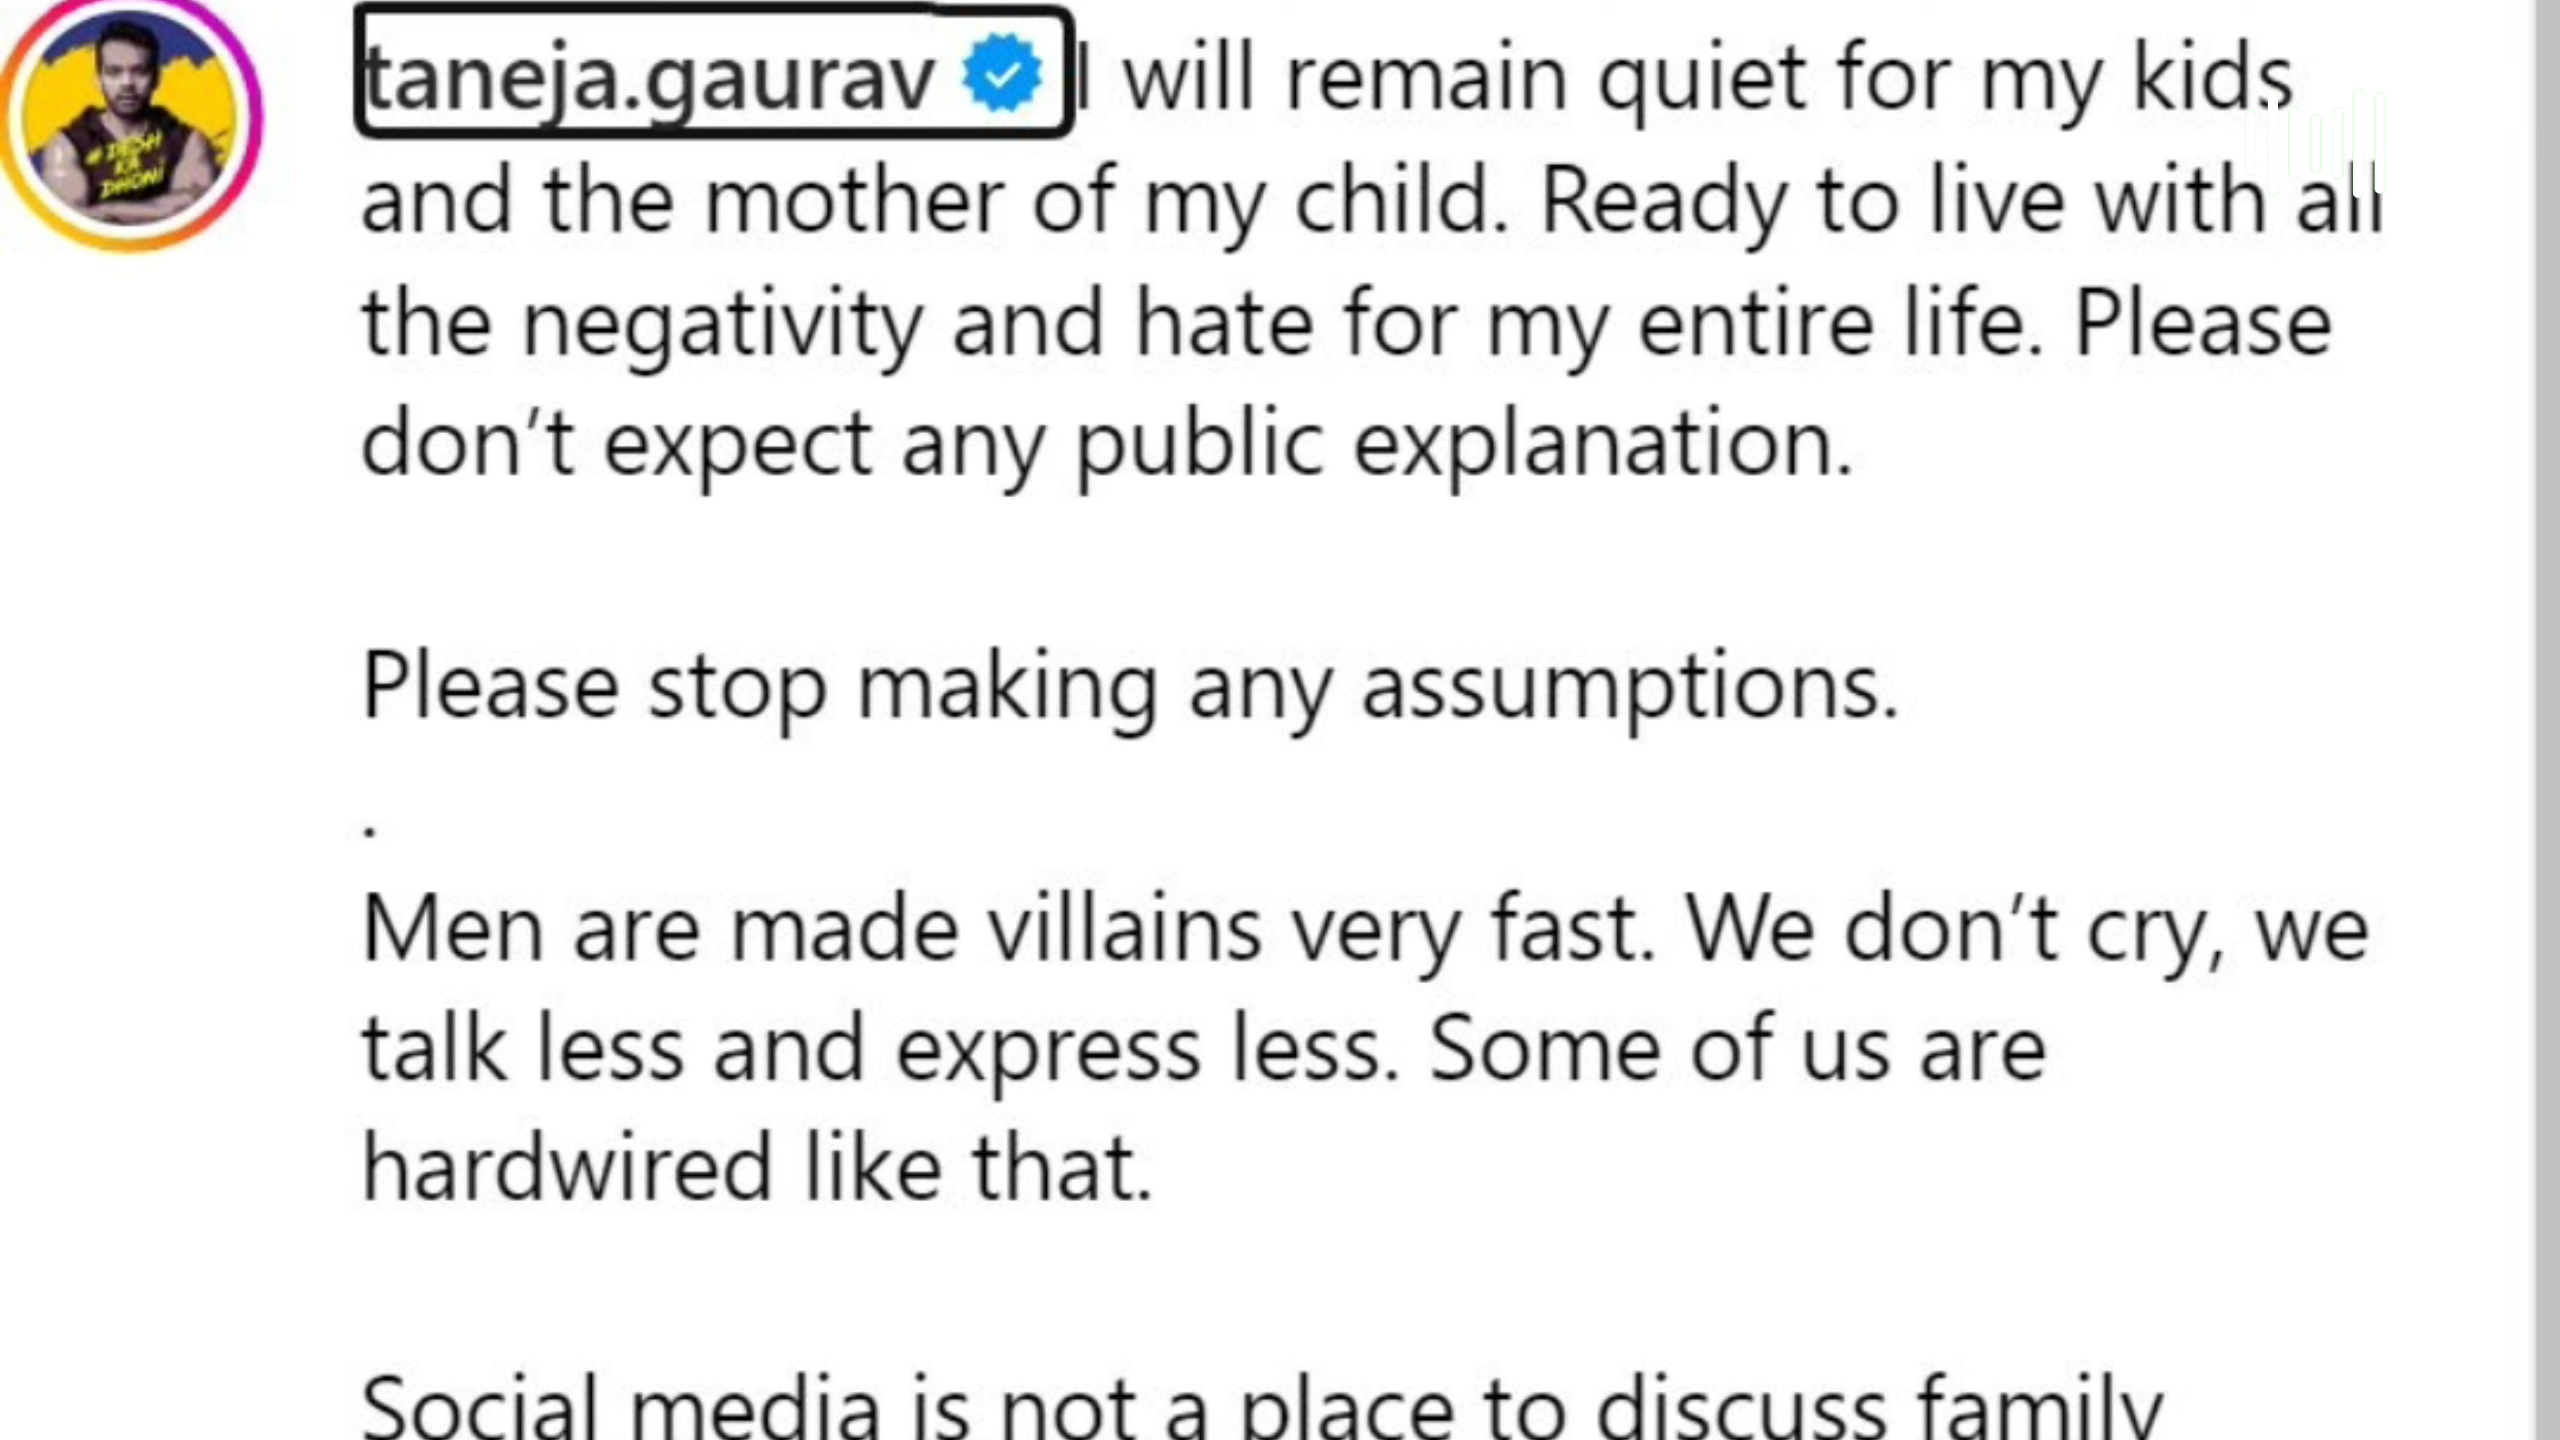 taneja.gaurav I will remain quiet for my kids
and the mother of my child. Ready to live with all
the negativity and hate for my entire life. Please
don’t expect any public explanation.
Please stop making any assumptions.
.
Men are made villains very fast. We don’t cry, we
talk less and express less. Some of us are
hardwired like that.
Social media is not a place to discuss family
# DESH
KA
DHONI